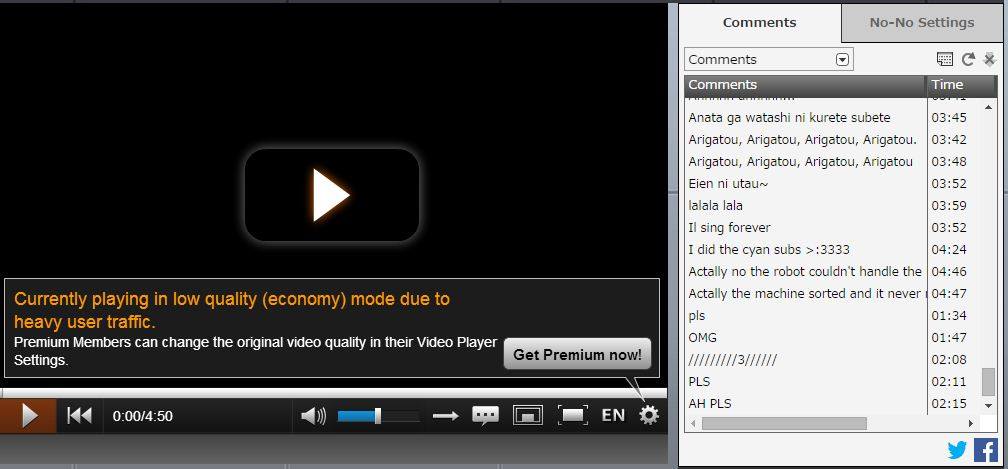 Currently playing in low quality (economy) mode due to
heavy user traffic.
Premium Members can change the original video quality in their Video Player
Settings.
Get Premium now!
0:00/4:50
EN
Comments
No-No Settings
Comments
Comments Time
Anata ga watashi ni kurete subete 03:45
Arigatou, Arigatou, Arigatou, Arigatou. 03:42
Arigatou, Arigatou, Arigatou, Arigatou 03:48
Eien ni utau~ 03:52
lalala lala 03:59
Il sing forever 03:52
I did the cyan subs >:3333 04:24
Actally no the robot couldn't handle the 04:46
Actally the machine sorted and it never 04:47
pls 01:34
OMG 01:47
/////////3////// 02:08
PLS 02:11
AH PLS 02:15